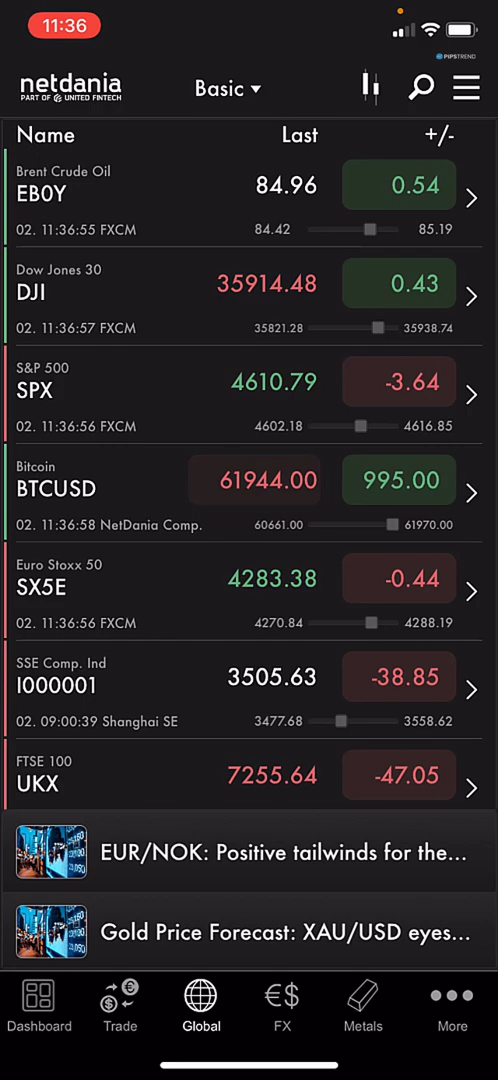 11:36
PIPSTREND
netdania
PART OF UNITED FINTECH
Basic
Name Last +/-
Brent Crude Oil
EB0Y 84.96 0.54
02. 11:36:55 FXCM 84.42 85.19
Dow Jones 30
DJI 35914.48 0.43
02. 11:36:57 FXCM 35821.28 35938.74
S&P 500
SPX 4610.79 -3.64
02. 11:36:56 FXCM 4602.18 4616.85
Bitcoin
BTCUSD 61944.00 995.00
02. 11:36:58 NetDania Comp. 60661.00 61970.00
Euro Stoxx 50
SX5E 4283.38 -0.44
02. 11:36:56 FXCM 4270.84 4288.19
SSE Comp. Ind
I000001 3505.63 -38.85
02. 09:00:39 Shanghai SE 3477.68 3558.62
FTSE 100
UKX 7255.64 -47.05
EUR/NOK: Positive tailwinds for the...
Gold Price Forecast: XAU/USD eyes...
Dashboard Trade Global FX Metals More